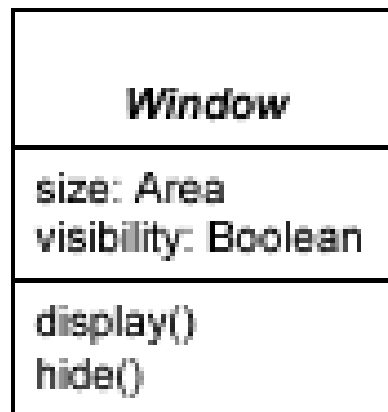 Window
size: Area
visibility: Boolean
display()
hide()